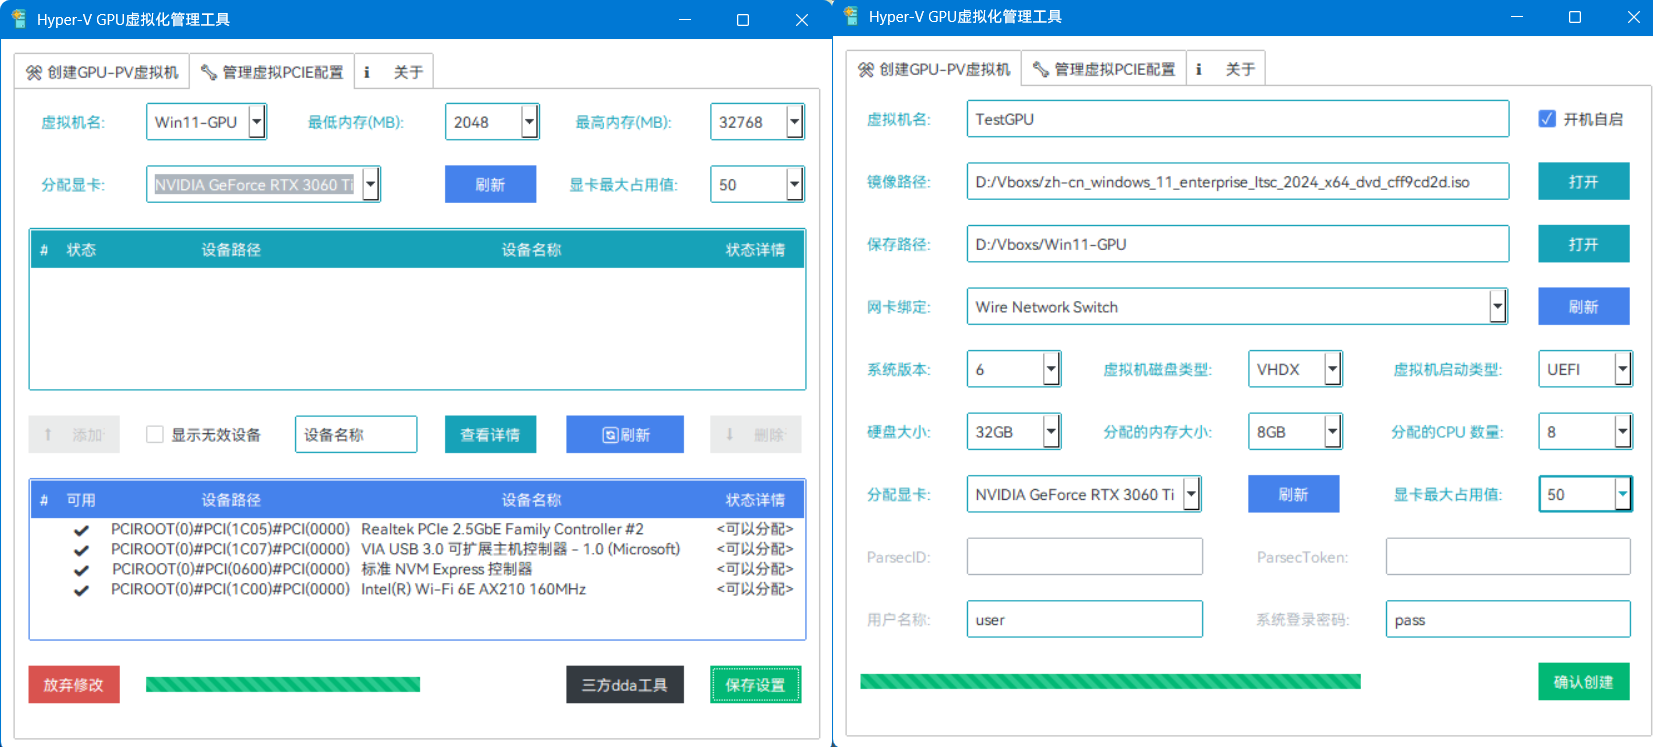 Hyper-V GPU虚拟化管理工具
创建GPU-PV虚拟机 管理虚拟PCIE配置 关于
虚拟机名: Win11-GPU 最低内存(MB): 2048 最高内存(MB): 32768
分配显卡: NVIDIA GeForce RTX 3060 Ti 刷新 显卡最大占用值: 50
# 状态 设备路径 设备名称 状态详情
添加 显示无效设备 设备名称 查看详情 刷新 删除
# 可用 设备路径 设备名称 状态详情
PCIROOT(0)#PCI(1C05)#PCI(0000) Realtek PCIe 2.5GbE Family Controller #2 <可以分配>
PCIROOT(0)#PCI(1C07)#PCI(0000) VIA USB 3.0 可扩展主机控制器 - 1.0 (Microsoft) <可以分配>
PCIROOT(0)#PCI(0600)#PCI(0000) 标准 NVM Express 控制器 <可以分配>
PCIROOT(0)#PCI(1C00)#PCI(0000) Intel(R) Wi-Fi 6E AX210 160MHz <可以分配>
放弃修改 三方dda工具 保存设置
Hyper-V GPU虚拟化管理工具
创建GPU-PV虚拟机 管理虚拟PCIE配置 关于
虚拟机名: TestGPU 开机自启
镜像路径: D:/Vboxs/zh-cn_windows_11_enterprise_ltsc_2024_x64_dvd_cff9cd2d.iso 打开
保存路径: D:/Vboxs/Win11-GPU 打开
网卡绑定: Wire Network Switch 刷新
系统版本: 6 虚拟机磁盘类型: VHDX 虚拟机启动类型: UEFI
硬盘大小: 32GB 分配的内存大小: 8GB 分配的CPU 数量: 8
分配显卡: NVIDIA GeForce RTX 3060 Ti 刷新 显卡最大占用值: 50
ParsecID: ParsecToken:
用户名称: user 系统登录密码: pass
确认创建